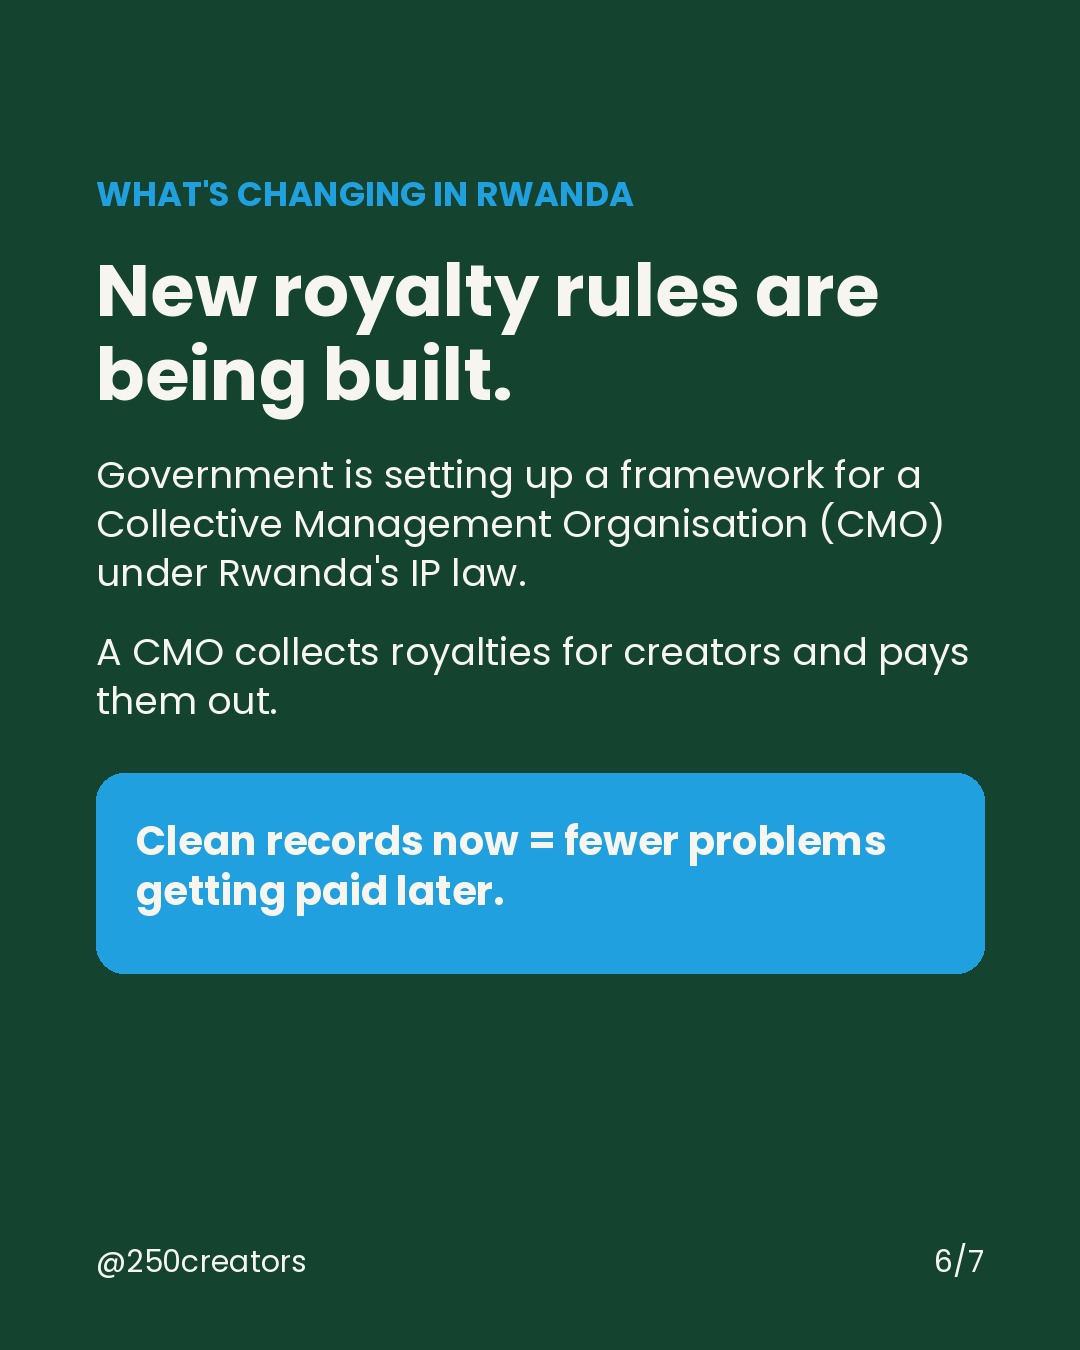 WHAT'S CHANGING IN RWANDA
New royalty rules are
being built.
Government is setting up a framework for a
Collective Management Organisation (CMO)
under Rwanda's IP law.
A CMO collects royalties for creators and pays
them out.
Clean records now = fewer problems
getting paid later.
@250creators
6/7